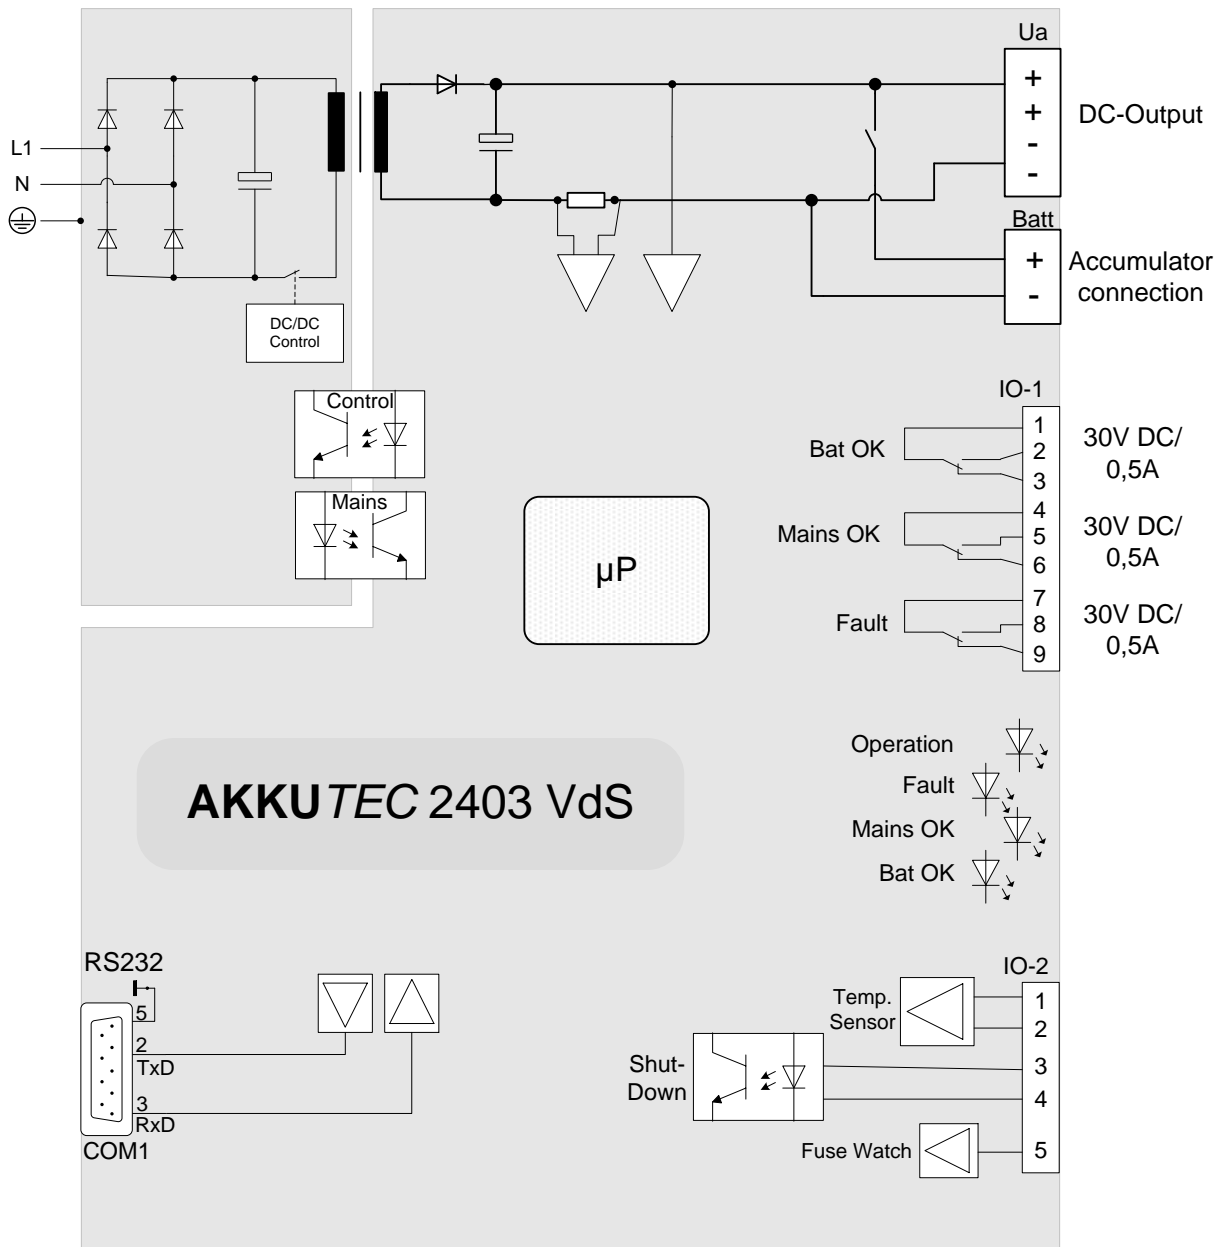 Ua
+
+
-
-
DC-Output
L1
N
Batt
+
-
Accumulator
connection
DC/DC
Control
Control
Mains
µP
IO-1
Bat OK
1
2
3
30V DC/
0,5A
Mains OK
4
5
6
30V DC/
0,5A
Fault
7
8
9
30V DC/
0,5A
Operation
Fault
Mains OK
Bat OK
AKKUTEC 2403 VdS
RS232
5
2
TxD
3
RxD
COM1
IO-2
Temp.
Sensor
1
2
Shut-
Down
3
4
Fuse Watch
5